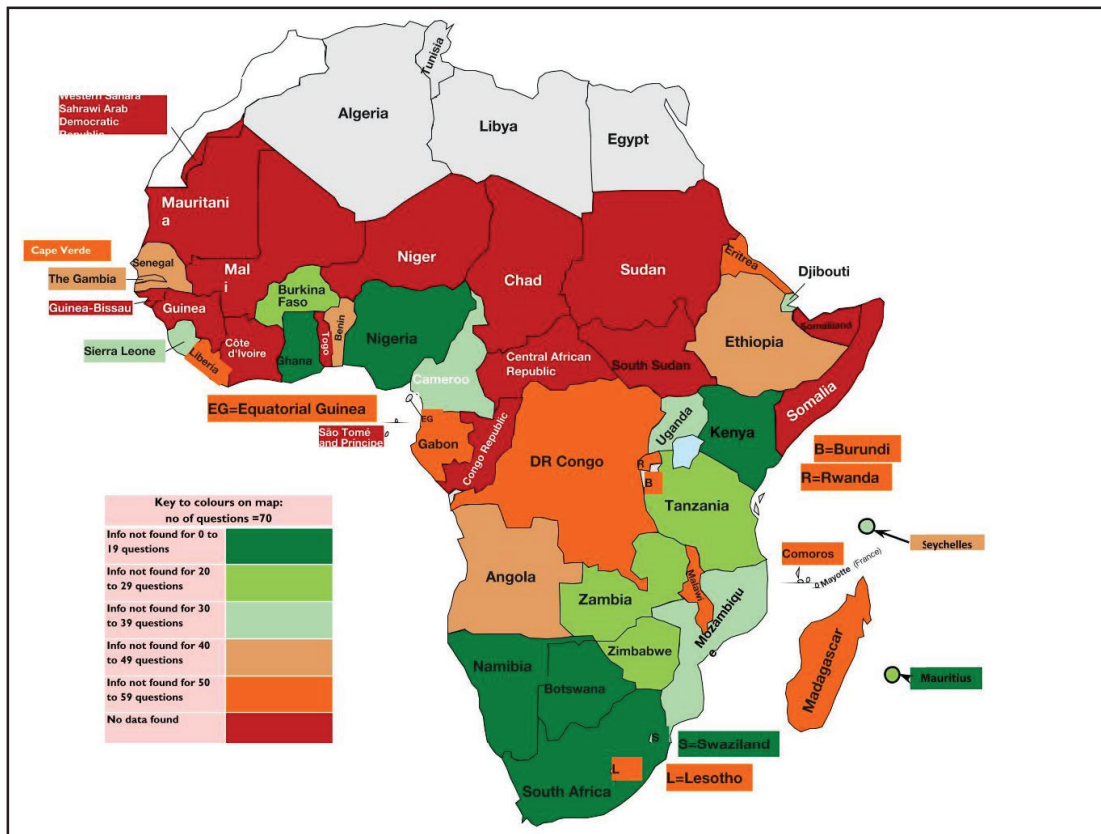 Tunisia
Algeria
Libya
Egypt
Western Sahara
Sahrawi Arab
Democratic
Republic
Mauritani
a
Cape Verde
Senegal
The Gambia
Mal
i
Niger
Chad
Sudan
Eritrea
Djibouti
Guinea-Bissau
Guinea
Burkina
Faso
Benin
Nigeria
Ethiopia
Somaliland
Sierra Leone
Liberia
Côte
d'Ivoire
Ghana
Togo
Cameroo
Central African
Republic
South Sudan
Somalia
EG=Equatorial Guinea
EG
São Tomé
and Principe
Gabon
Congo Republic
DR Congo
Uganda
Kenya
R
B
B=Burundi
R=Rwanda
Tanzania
Seychelles
Comoros
Mayotte (France)
Angola
Zambia
Malawi
Mozambiqu
e
Zimbabwe
Madagascar
Mauritius
Namibia
Botswana
S
S=Swaziland
L
L=Lesotho
South Africa
Key to colours on map:
no of questions =70
Info not found for 0 to
19 questions
Info not found for 20
to 29 questions
Info not found for 30
to 39 questions
Info not found for 40
to 49 questions
Info not found for 50
to 59 questions
No data found